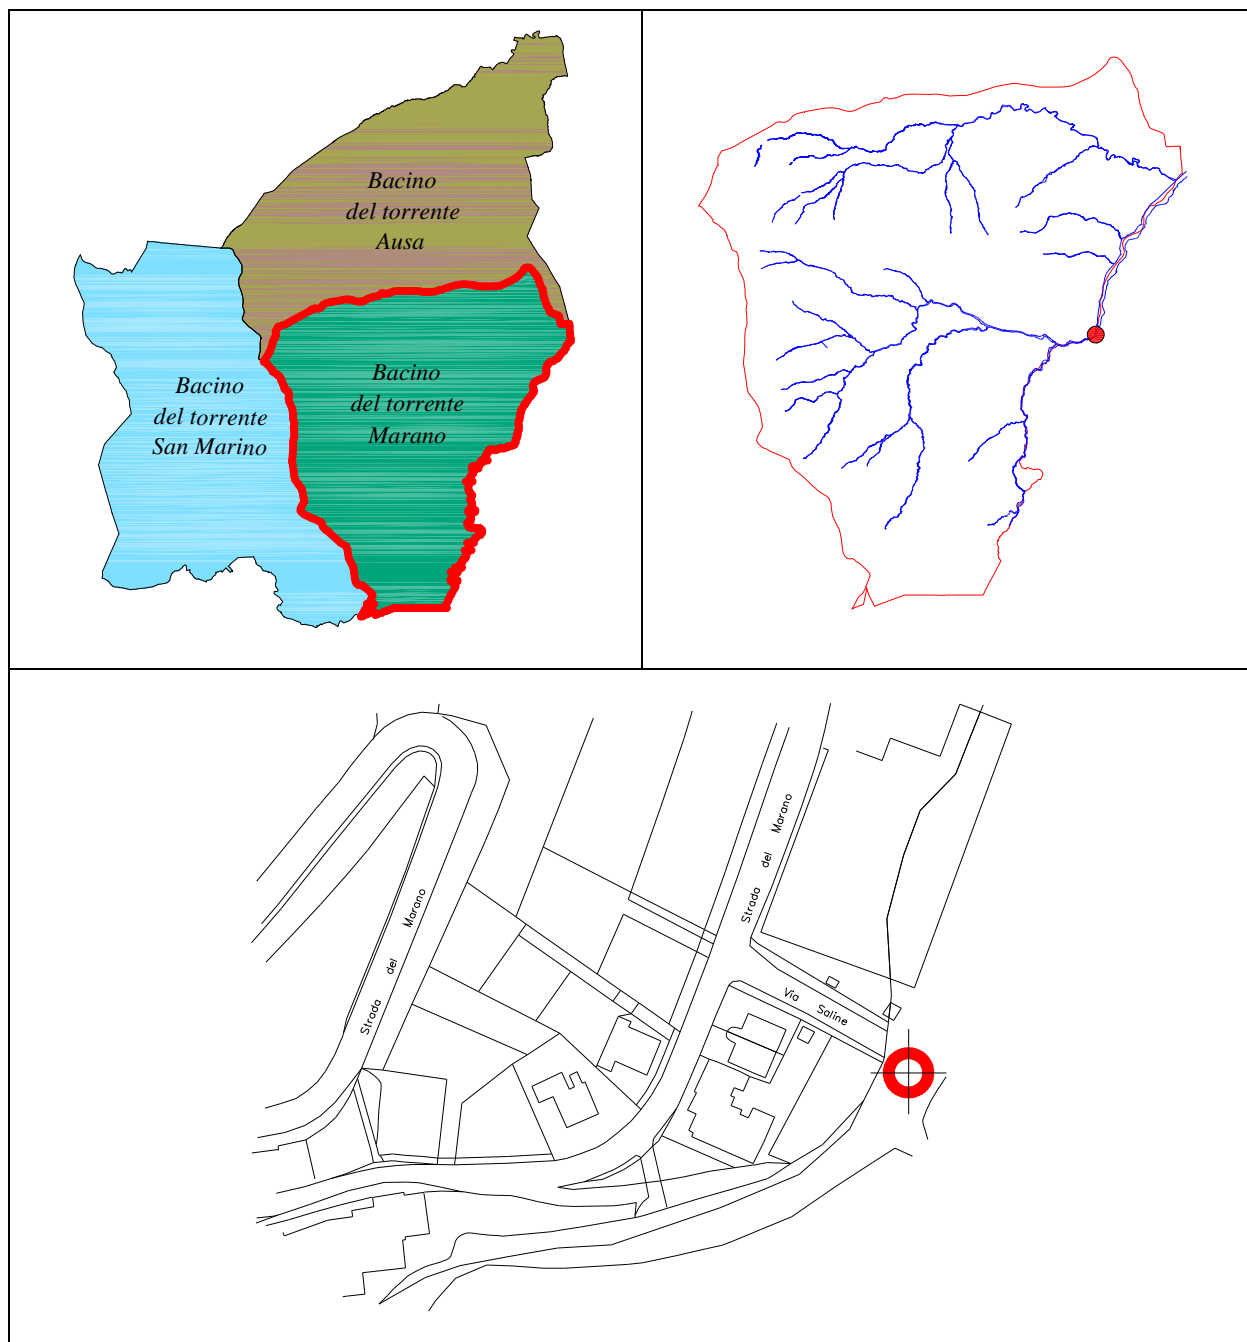 Bacino
del torrente
Ausa
Bacino
del torrente
San Marino
Bacino
del torrente
Marano
Strada del Marano
Strada del Marano
Via Saline